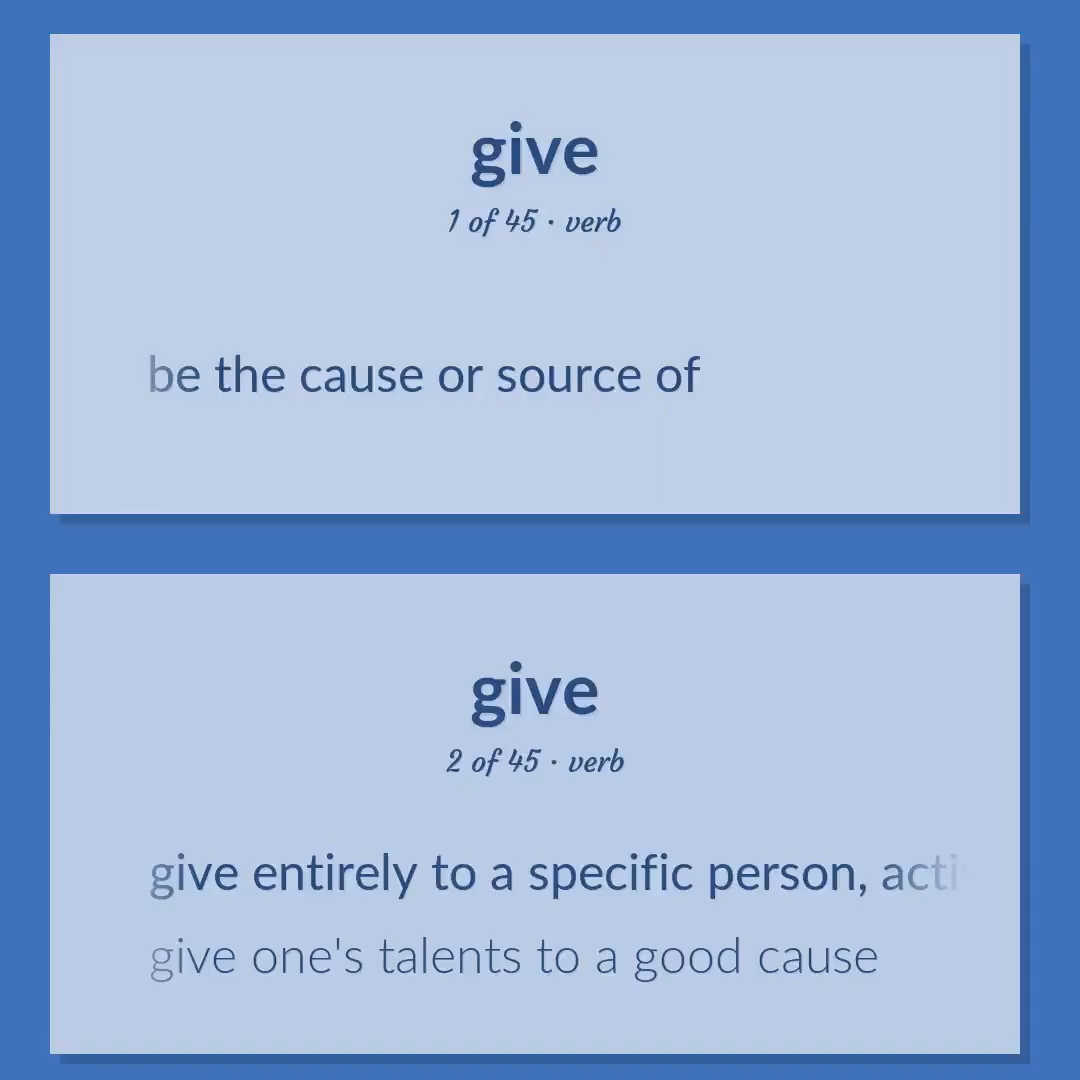 give
1 of 45 · verb
be the cause or source of
give
2 of 45 · verb
give entirely to a specific person,
give one's talents to a good cause